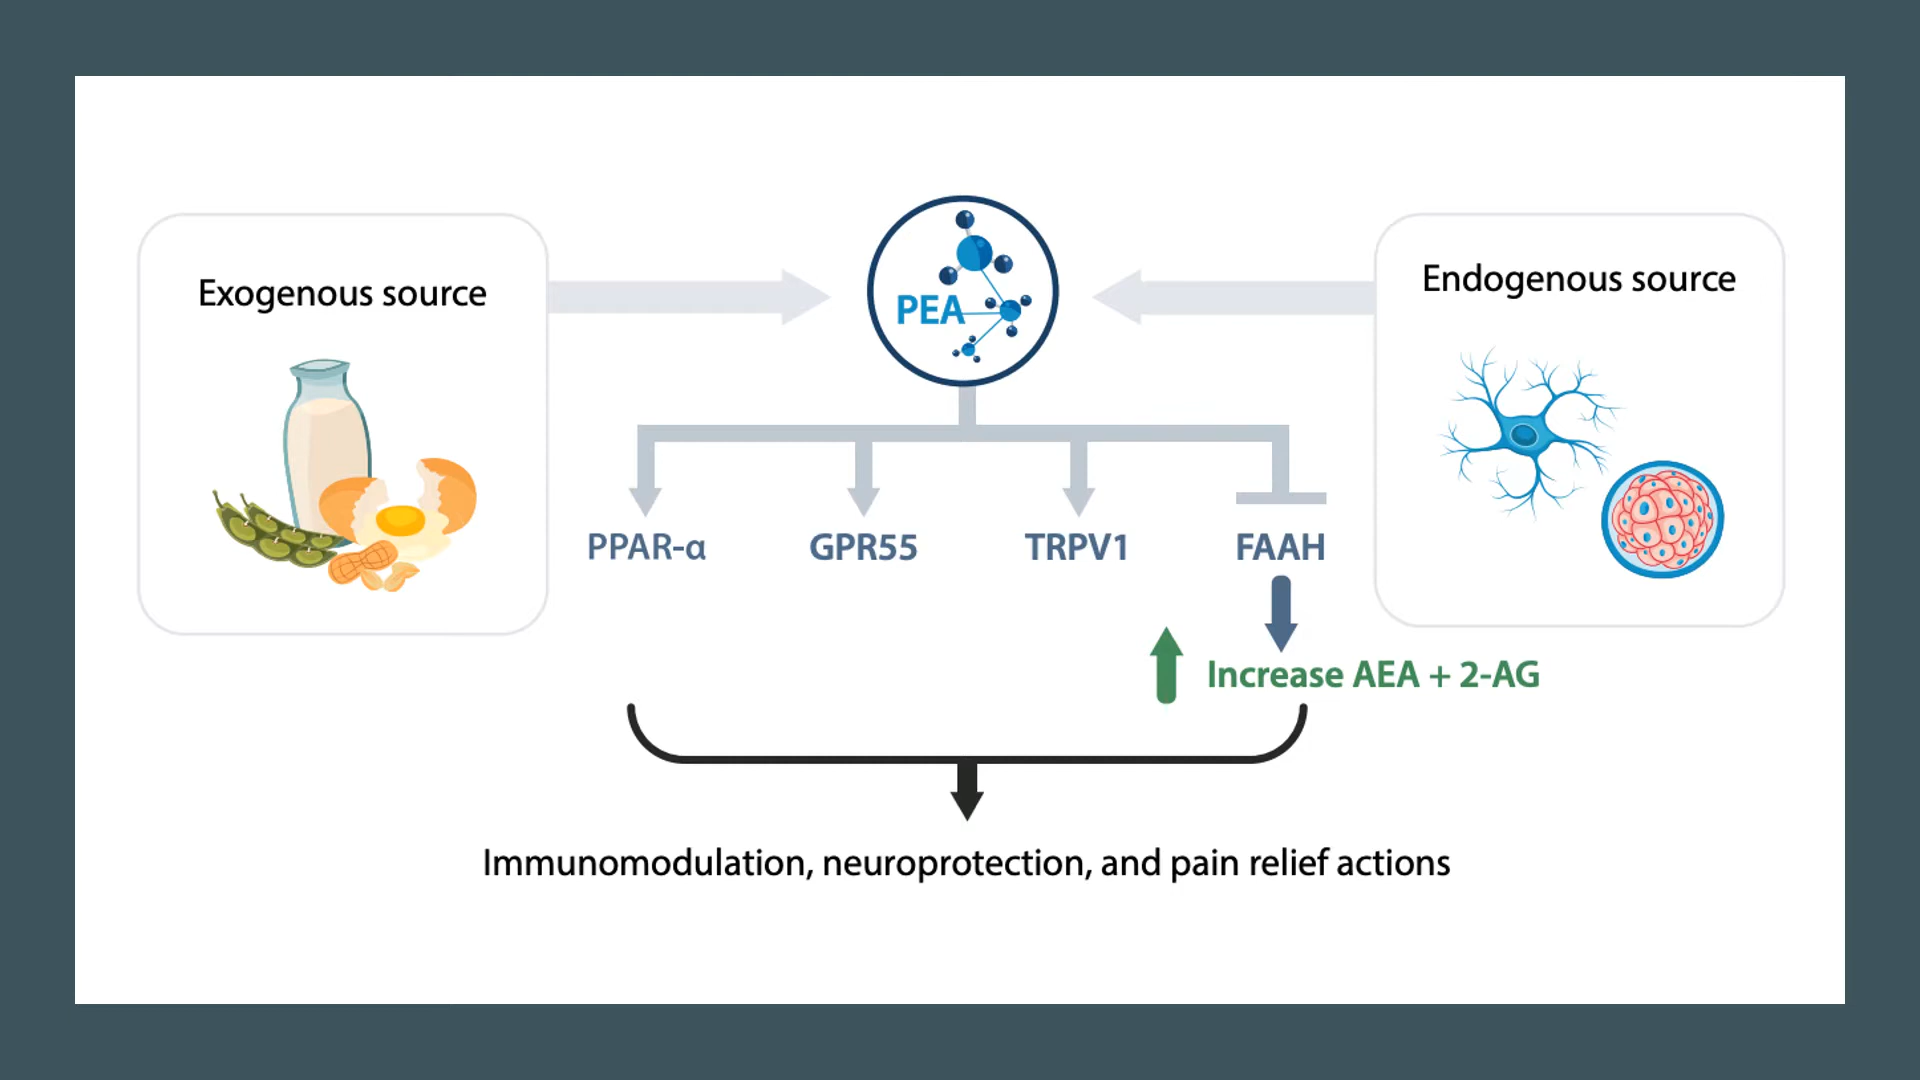 Exogenous source
PEA
Endogenous source
PPAR-α
GPR55
TRPV1
FAAH
Increase AEA + 2-AG
Immunomodulation, neuroprotection, and pain relief actions